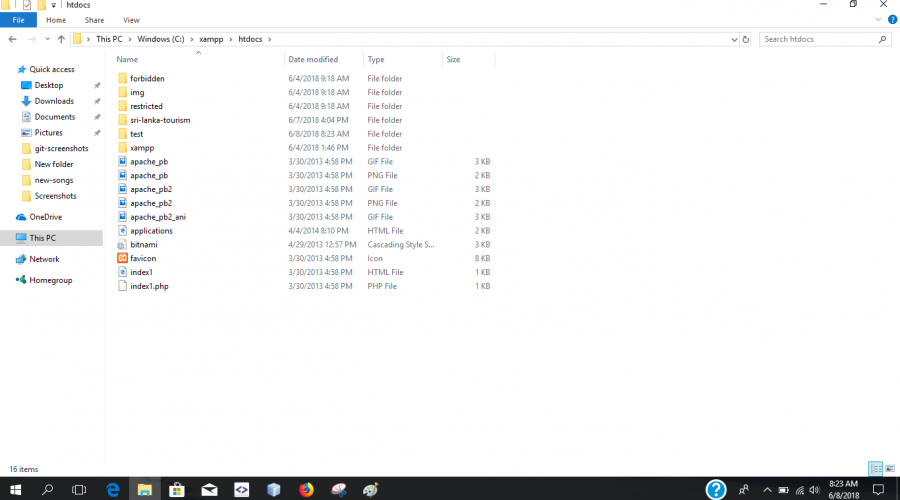 htdocs
File Home Share View
This PC Windows (C:) xampp htdocs Search htdocs
Name Date modified Type Size
Quick access
Desktop
Downloads
Documents
Pictures
git-screenshots
New folder
new-songs
Screenshots
OneDrive
This PC
Network
Homegroup
forbidden 6/4/2018 9:18 AM File folder
img 6/4/2018 9:18 AM File folder
restricted 6/4/2018 9:18 AM File folder
sri-lanka-tourism 6/7/2018 4:04 PM File folder
test 6/8/2018 8:23 AM File folder
xampp 6/4/2018 1:46 PM File folder
apache_pb 3/30/2013 4:58 PM GIF File 3 KB
apache_pb 3/30/2013 4:58 PM PNG File 2 KB
apache_pb2 3/30/2013 4:58 PM GIF File 3 KB
apache_pb2 3/30/2013 4:58 PM PNG File 2 KB
apache_pb2_ani 3/30/2013 4:58 PM GIF File 3 KB
applications 4/4/2014 8:10 PM HTML File 2 KB
bitnami 4/29/2013 12:57 PM Cascading Style S... 3 KB
favicon 3/30/2013 4:58 PM Icon 8 KB
index1 3/30/2013 4:58 PM HTML File 1 KB
index1.php 3/30/2013 4:58 PM PHP File 1 KB
16 items
8:23 AM
6/8/2018